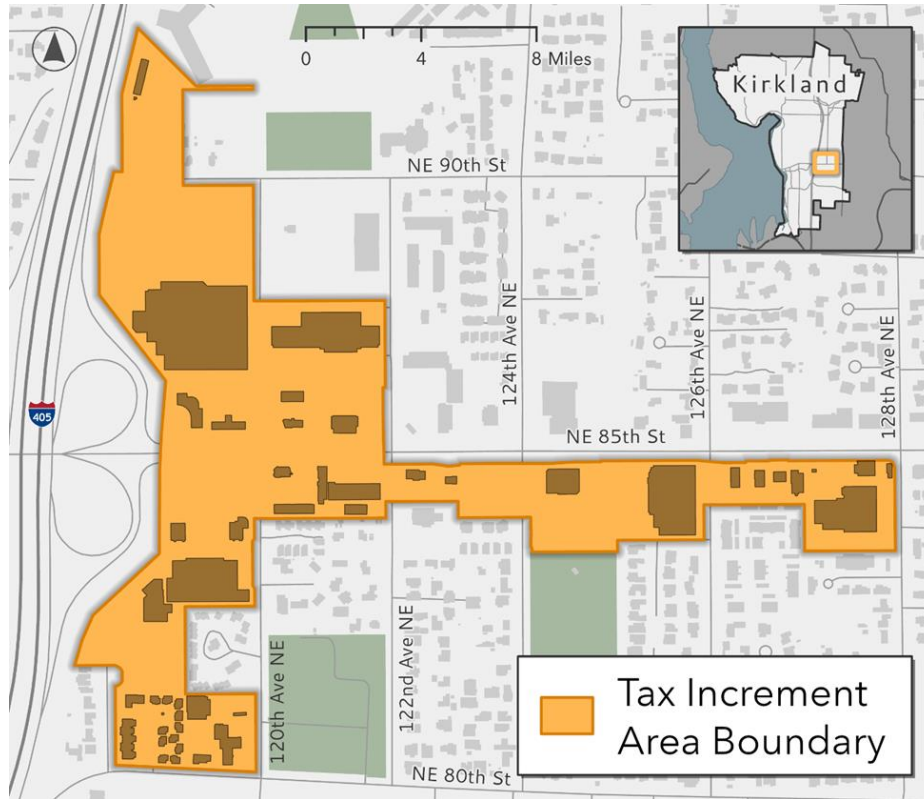 0 4 8 Miles
Kirkland
NE 90th St
124th Ave NE
126th Ave NE
128th Ave NE
405
NE 85th St
120th Ave NE
122nd Ave NE
NE 80th St
Tax Increment
Area Boundary